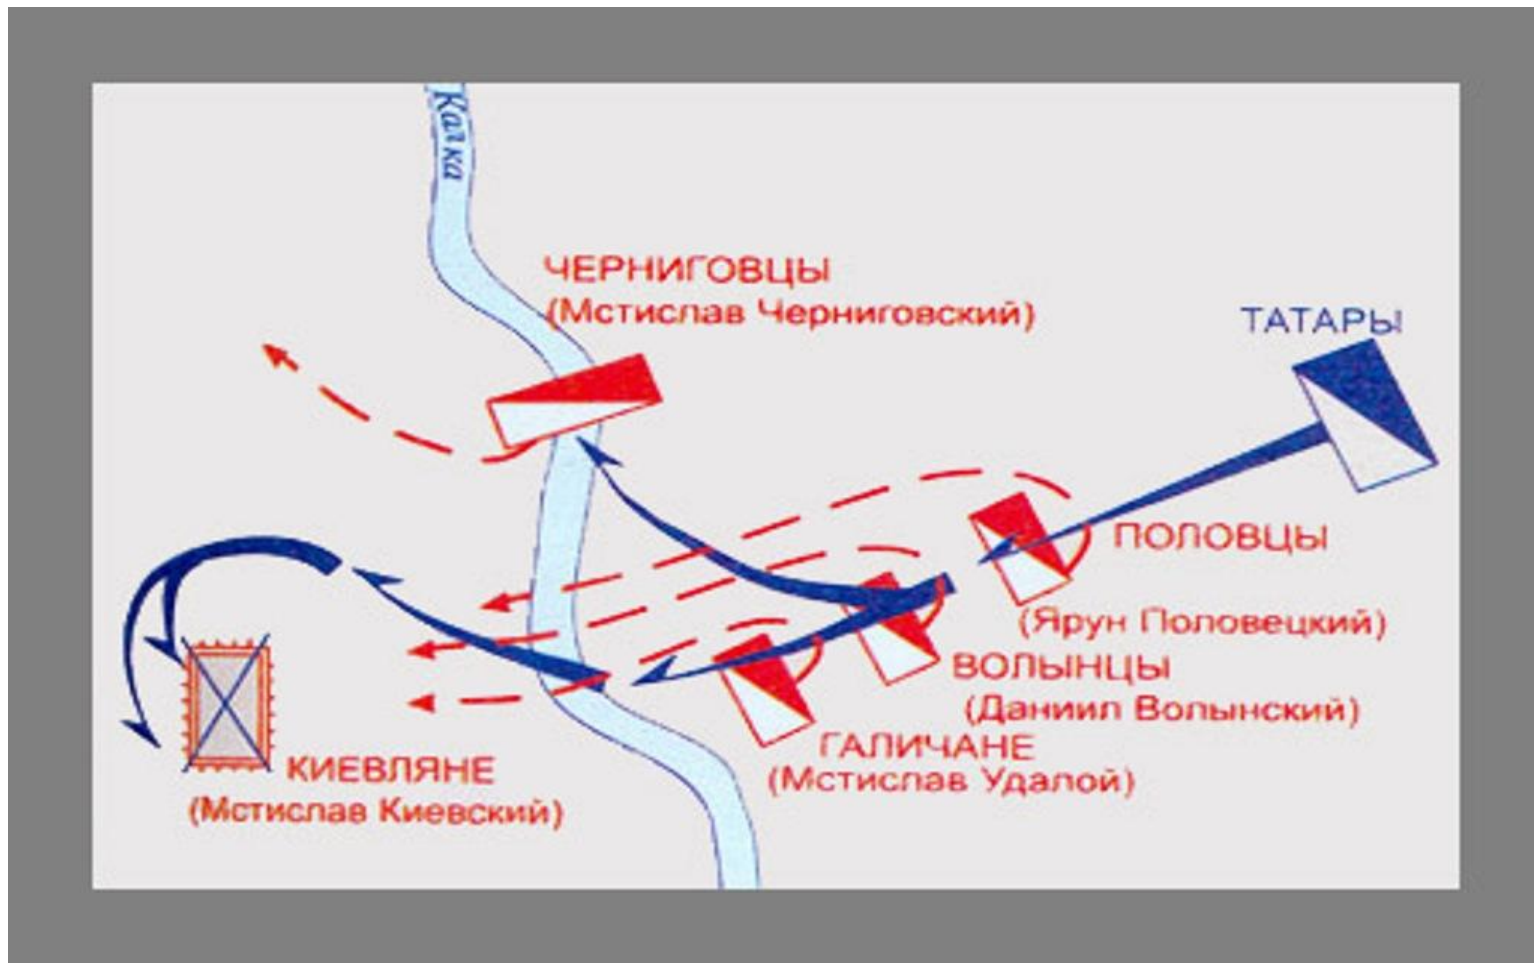 Калка
ЧЕРНИГОВЦЫ
(Мстислав Черниговский)
ТАТАРЫ
ПОЛОВЦЫ
(Ярун Половецкий)
ВОЛЫНЦЫ
(Даниил Волынский)
ГАЛИЧАНЕ
(Мстислав Удалой)
КИЕВЛЯНЕ
(Мстислав Киевский)